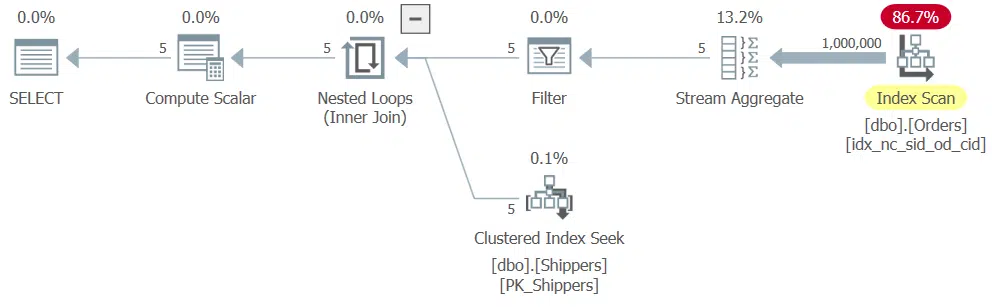 0.0%
0.0%
0.0%
0.0%
13.2%
86.7%
5
5
5
5
1,000,000
SELECT
Compute Scalar
Nested Loops
(Inner Join)
Filter
Stream Aggregate
Index Scan
[dbo].[Orders]
[idx_nc_sid_od_cid]
0.1%
5
Clustered Index Seek
[dbo].[Shippers]
[PK_Shippers]